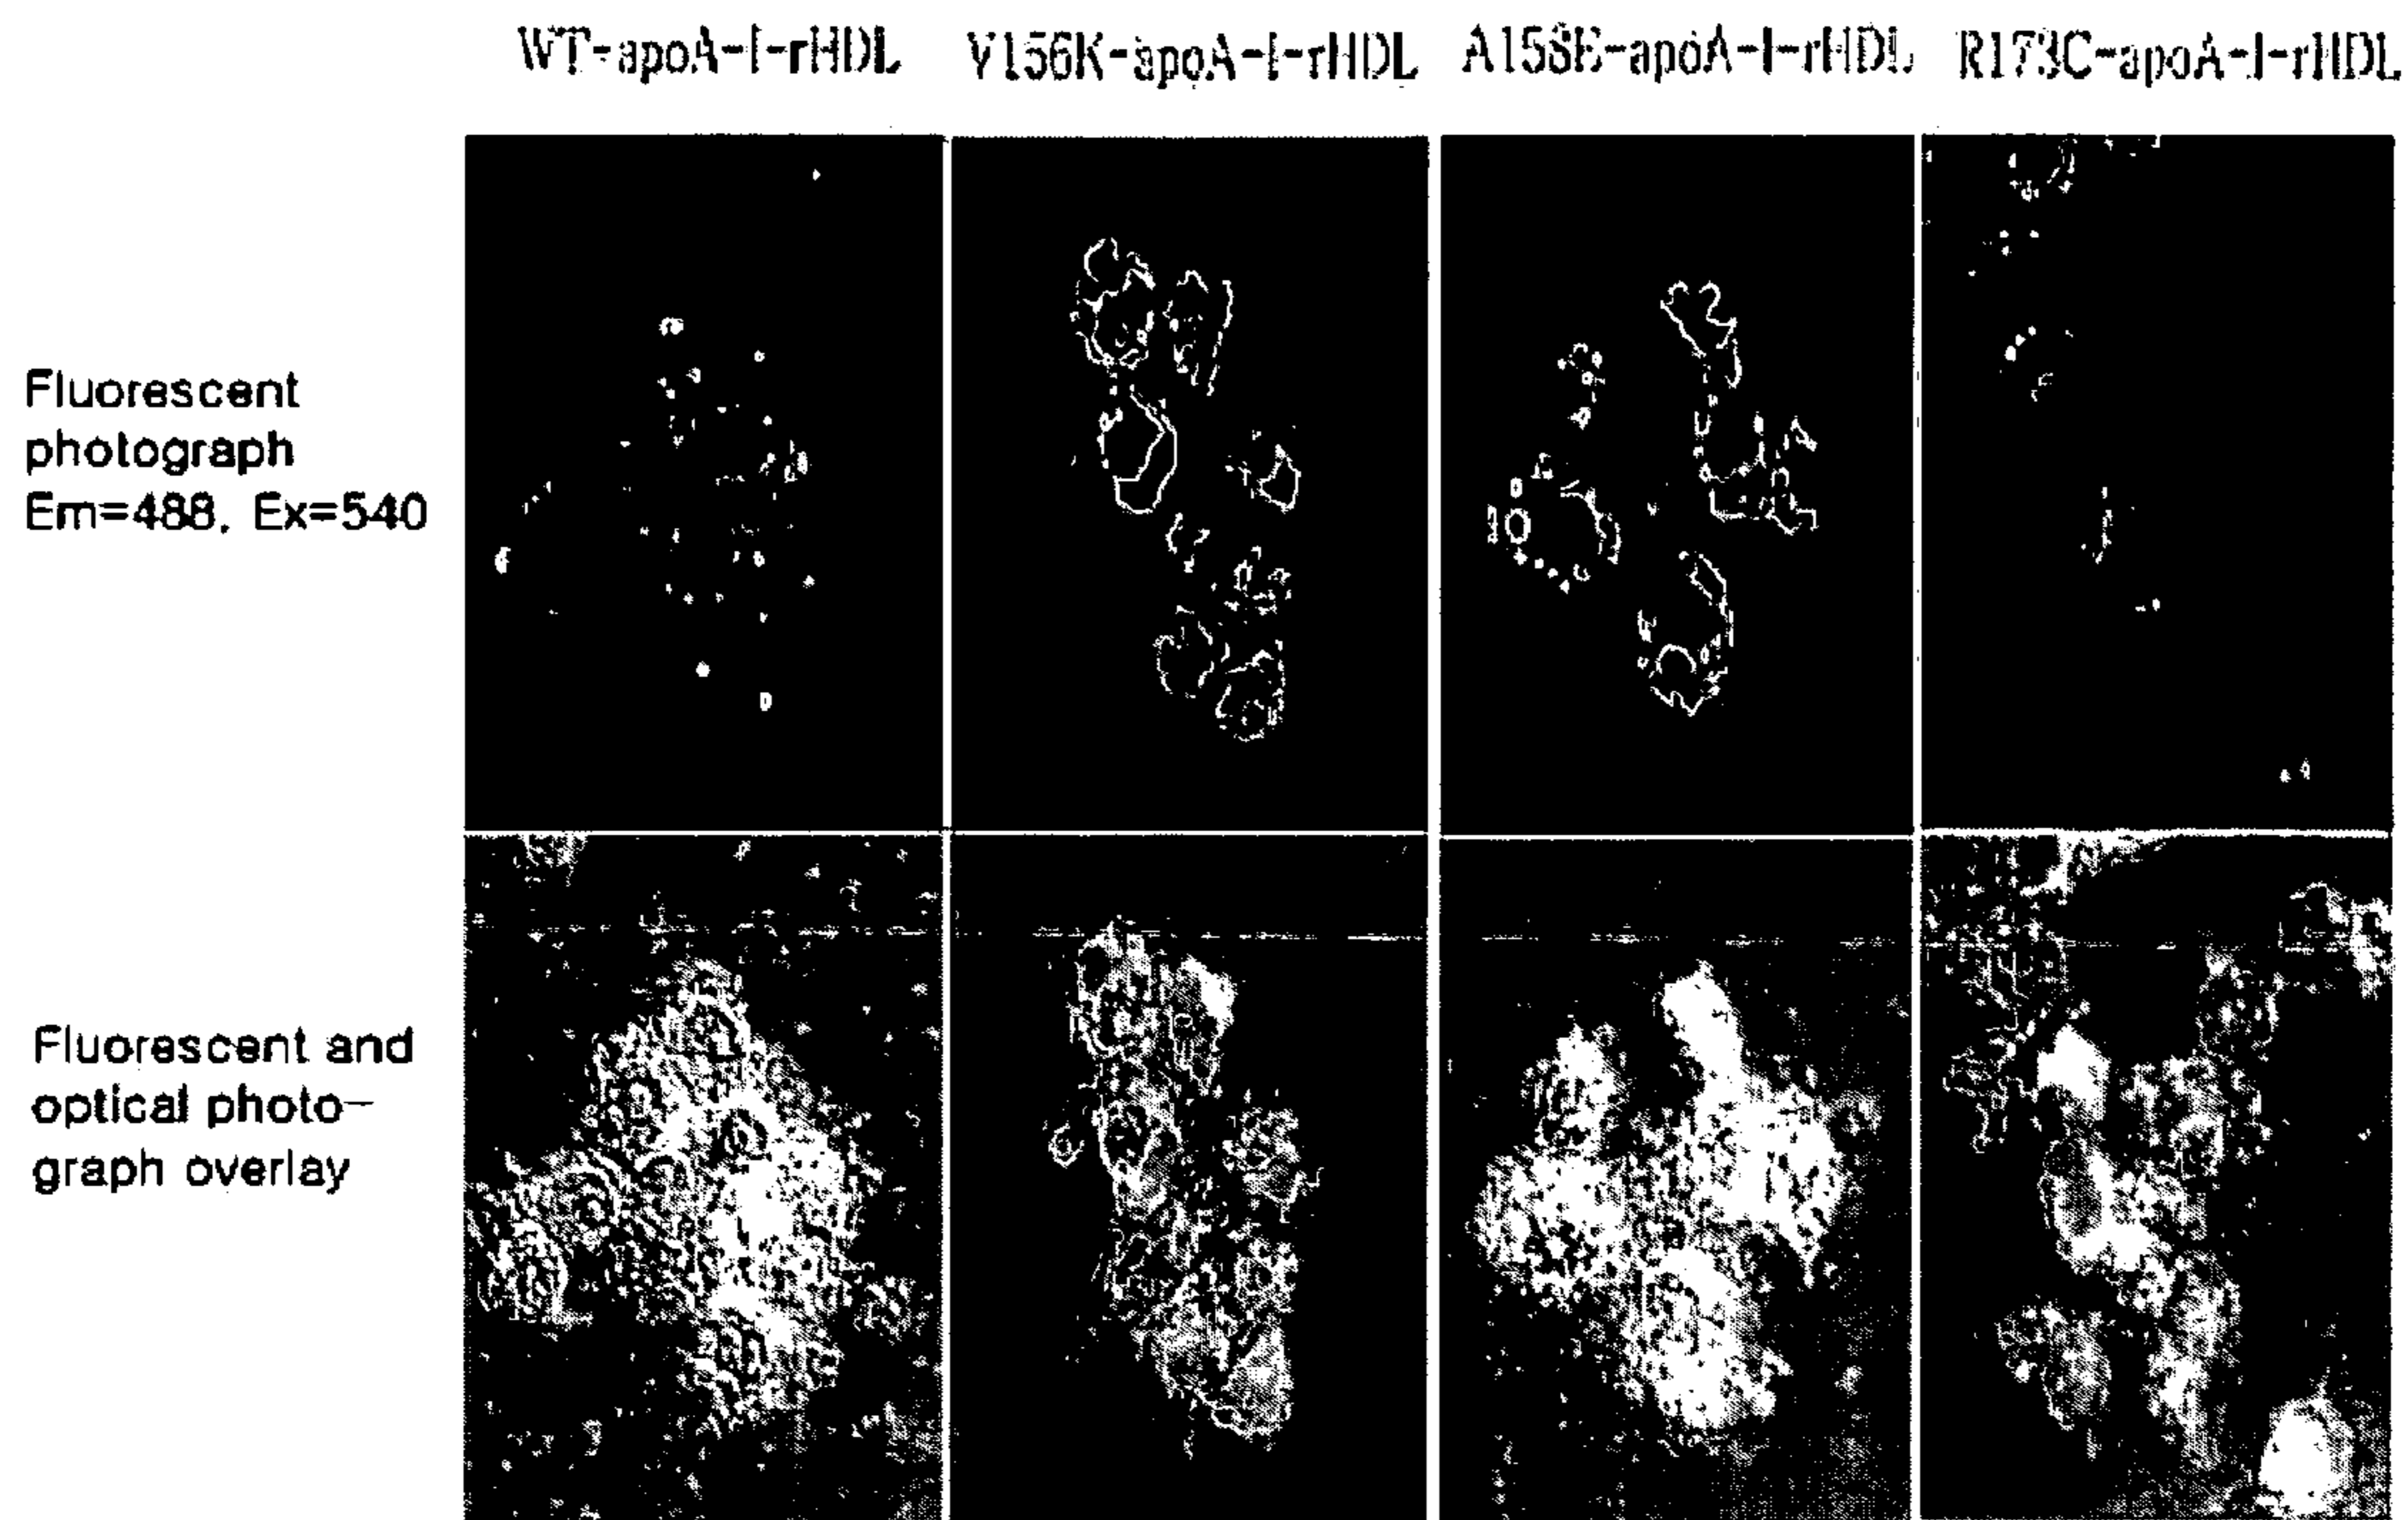 WT-apoA-I-rHDL V156K-apoA-I-rHDL A158E-apoA-I-rHDL R173C-apoA-I-rHDL
Fluorescent
photograph
Em=488, Ex=540
Fluorescent and
optical photo-
graph overlay